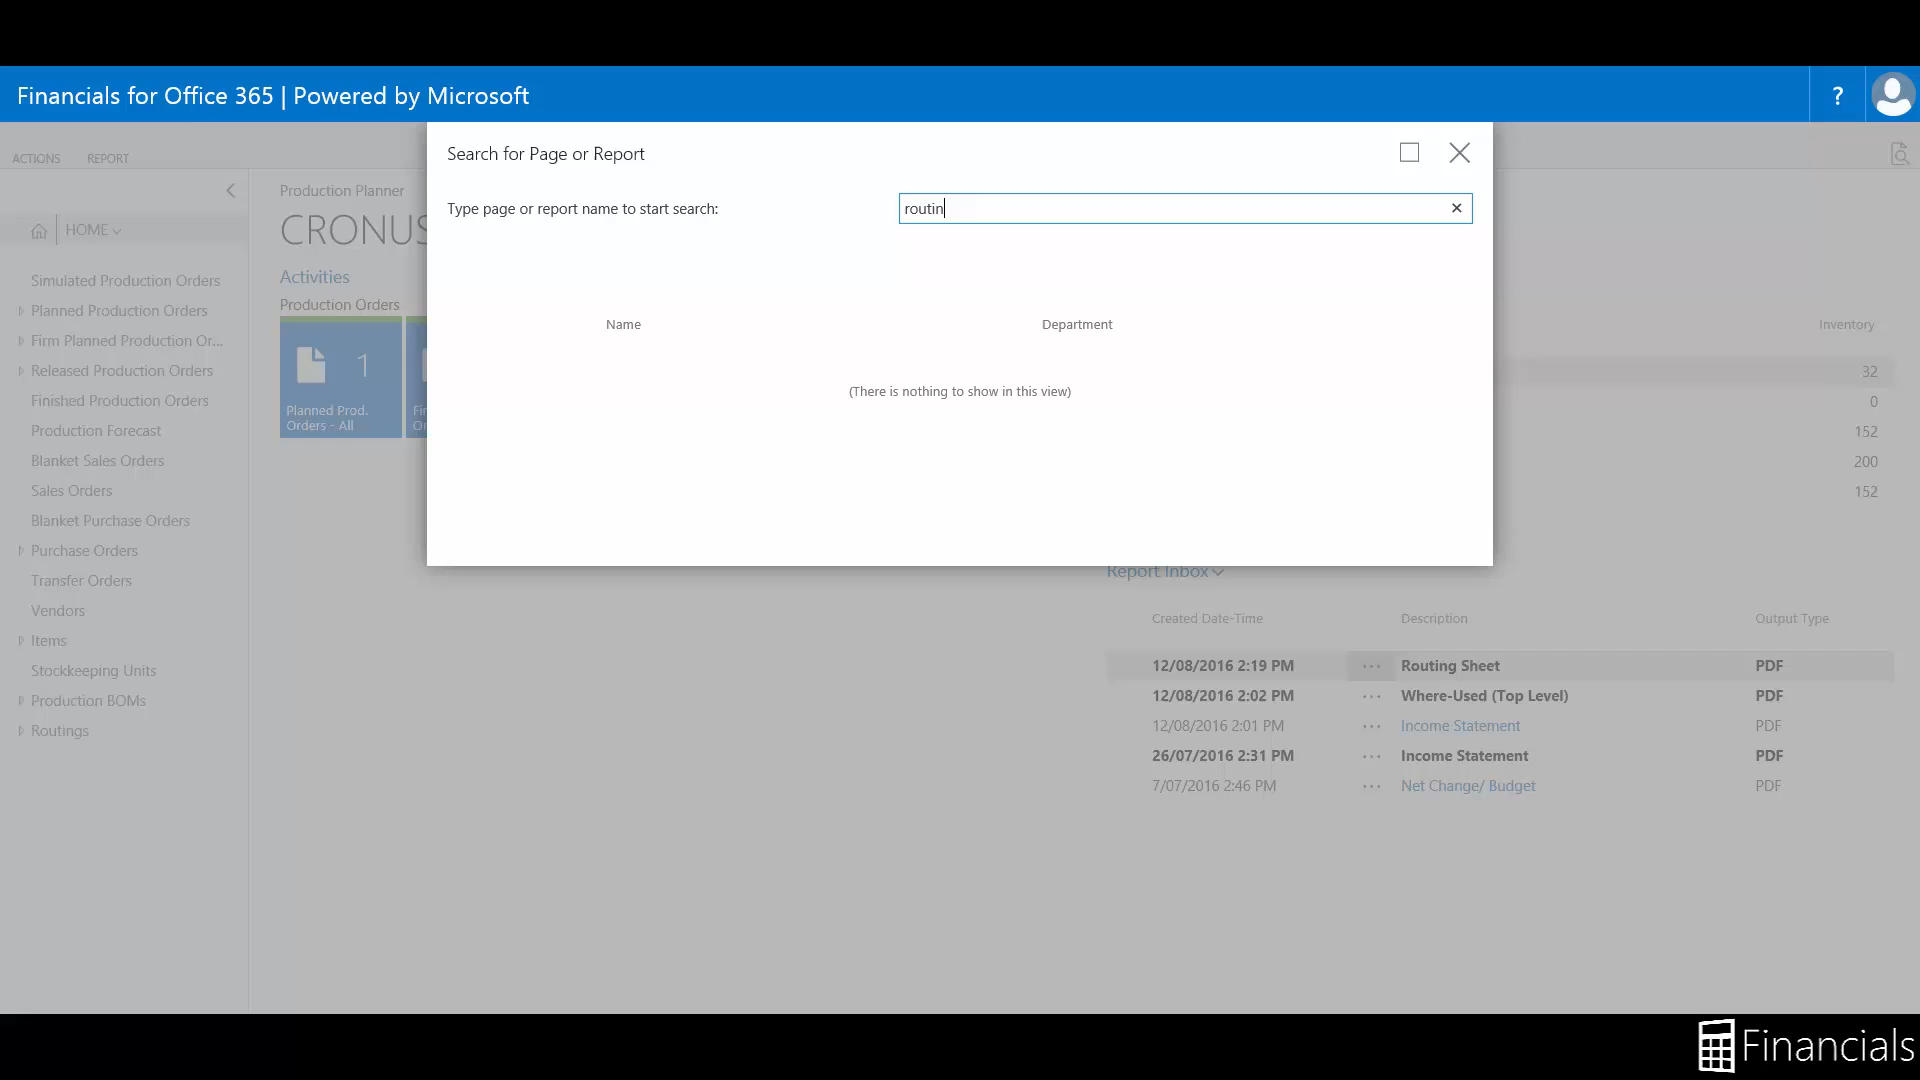 Financials for Office 365 | Powered by Microsoft
?
ACTIONS REPORT
Search for Page or Report
Type page or report name to start search: routin
Name Department
(There is nothing to show in this view)
HOME
Simulated Production Orders
Planned Production Orders
Firm Planned Production Or...
Released Production Orders
Finished Production Orders
Production Forecast
Blanket Sales Orders
Sales Orders
Blanket Purchase Orders
Purchase Orders
Transfer Orders
Vendors
Items
Stockkeeping Units
Production BOMs
Routings
Production Planner
CRONUS
Activities
Production Orders
1
Planned Prod.
Orders - All
Inventory
32
0
152
200
152
Report Inbox
Created Date-Time Description Output Type
12/08/2016 2:19 PM ... Routing Sheet PDF
12/08/2016 2:02 PM ... Where-Used (Top Level) PDF
12/08/2016 2:01 PM ... Income Statement PDF
26/07/2016 2:31 PM ... Income Statement PDF
7/07/2016 2:46 PM ... Net Change/ Budget PDF
Financials